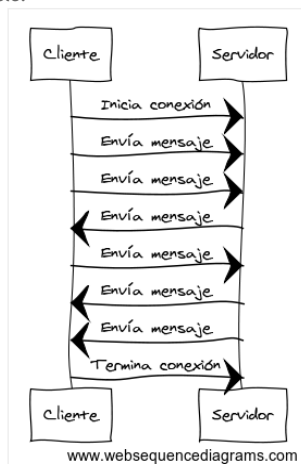 Cliente Servidor
Inicia conexión
Envía mensaje
Envía mensaje
Envía mensaje
Envía mensaje
Envía mensaje
Envía mensaje
Termina conexión
Cliente Servidor
www.websequencediagrams.com